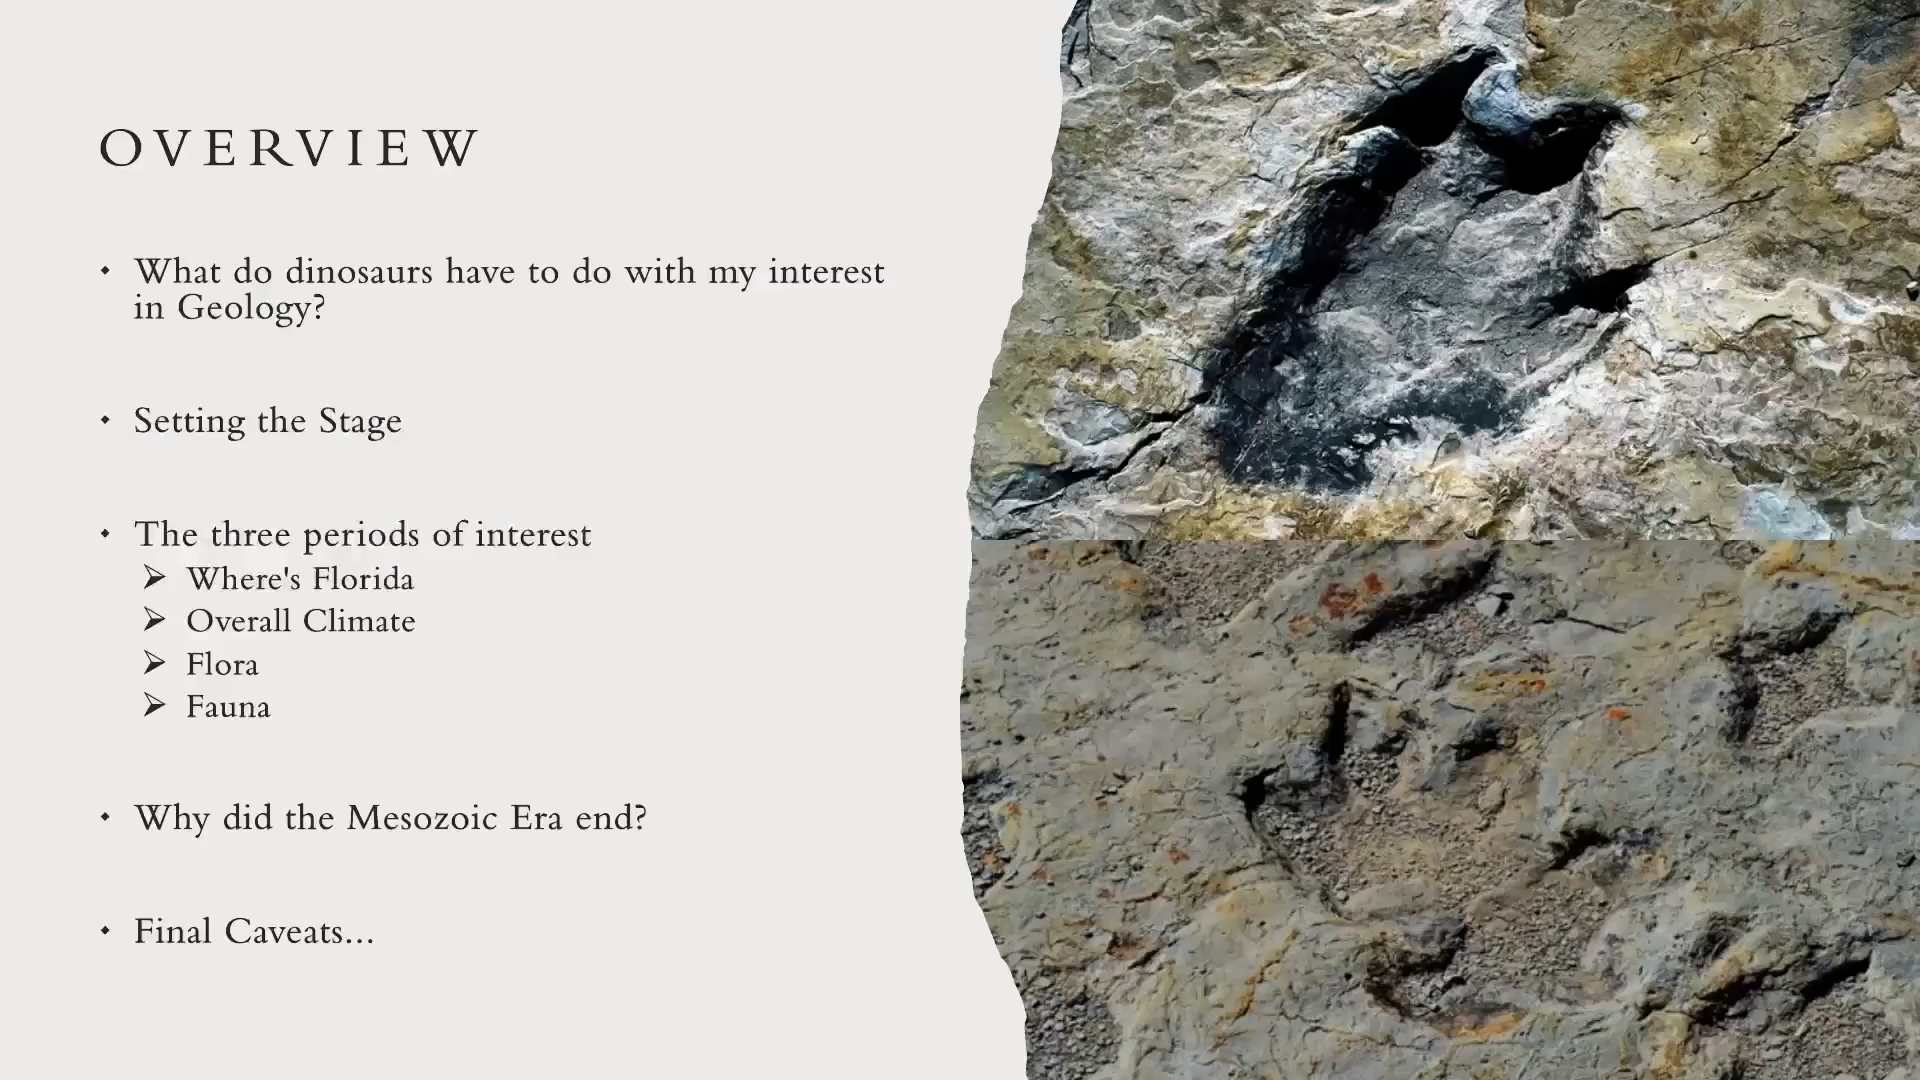 OVERVIEW
• What do dinosaurs have to do with my interest
in Geology?
• Setting the Stage
• The three periods of interest
➢ Where's Florida
➢ Overall Climate
➢ Flora
➢ Fauna
• Why did the Mesozoic Era end?
• Final Caveats...